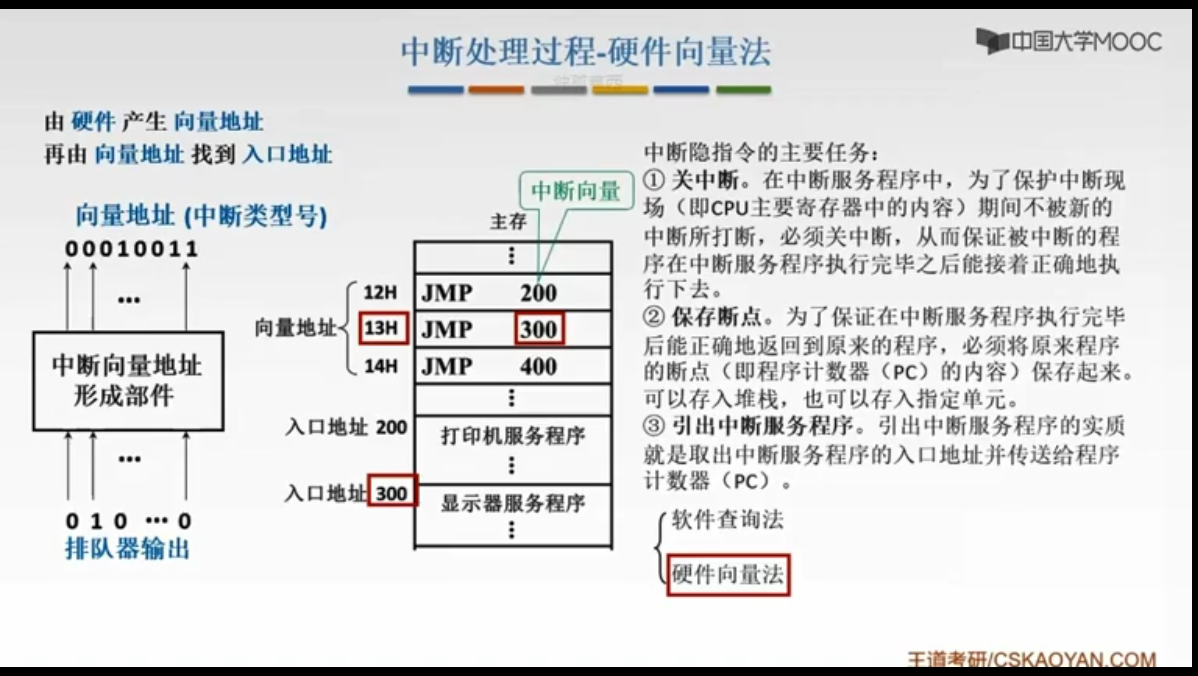 中断处理过程-硬件向量法
中国大学MOOC
由 硬件 产生 向量地址
再由 向量地址 找到 入口地址
向量地址 (中断类型号)
00010011
…
中断向量地址
形成部件
…
0 1 0 … 0
排队器输出
中断向量
主存
⋮
12H JMP 200
向量地址 13H JMP 300
14H JMP 400
⋮
入口地址 200 打印机服务程序
⋮
入口地址 300 显示器服务程序
⋮
中断隐指令的主要任务：
① 关中断。在中断服务程序中，为了保护中断现
场（即CPU主要寄存器中的内容）期间不被新的
中断所打断，必须关中断，从而保证被中断的程
序在中断服务程序执行完毕之后能接着正确地执
行下去。
② 保存断点。为了保证在中断服务程序执行完毕
后能正确地返回到原来的程序，必须将原来程序
的断点（即程序计数器（PC）的内容）保存起来。
可以存入堆栈，也可以存入指定单元。
③ 引出中断服务程序。引出中断服务程序的实质
就是取出中断服务程序的入口地址并传送给程序
计数器（PC）。
软件查询法
硬件向量法
王道考研/CSKAOYAN.COM